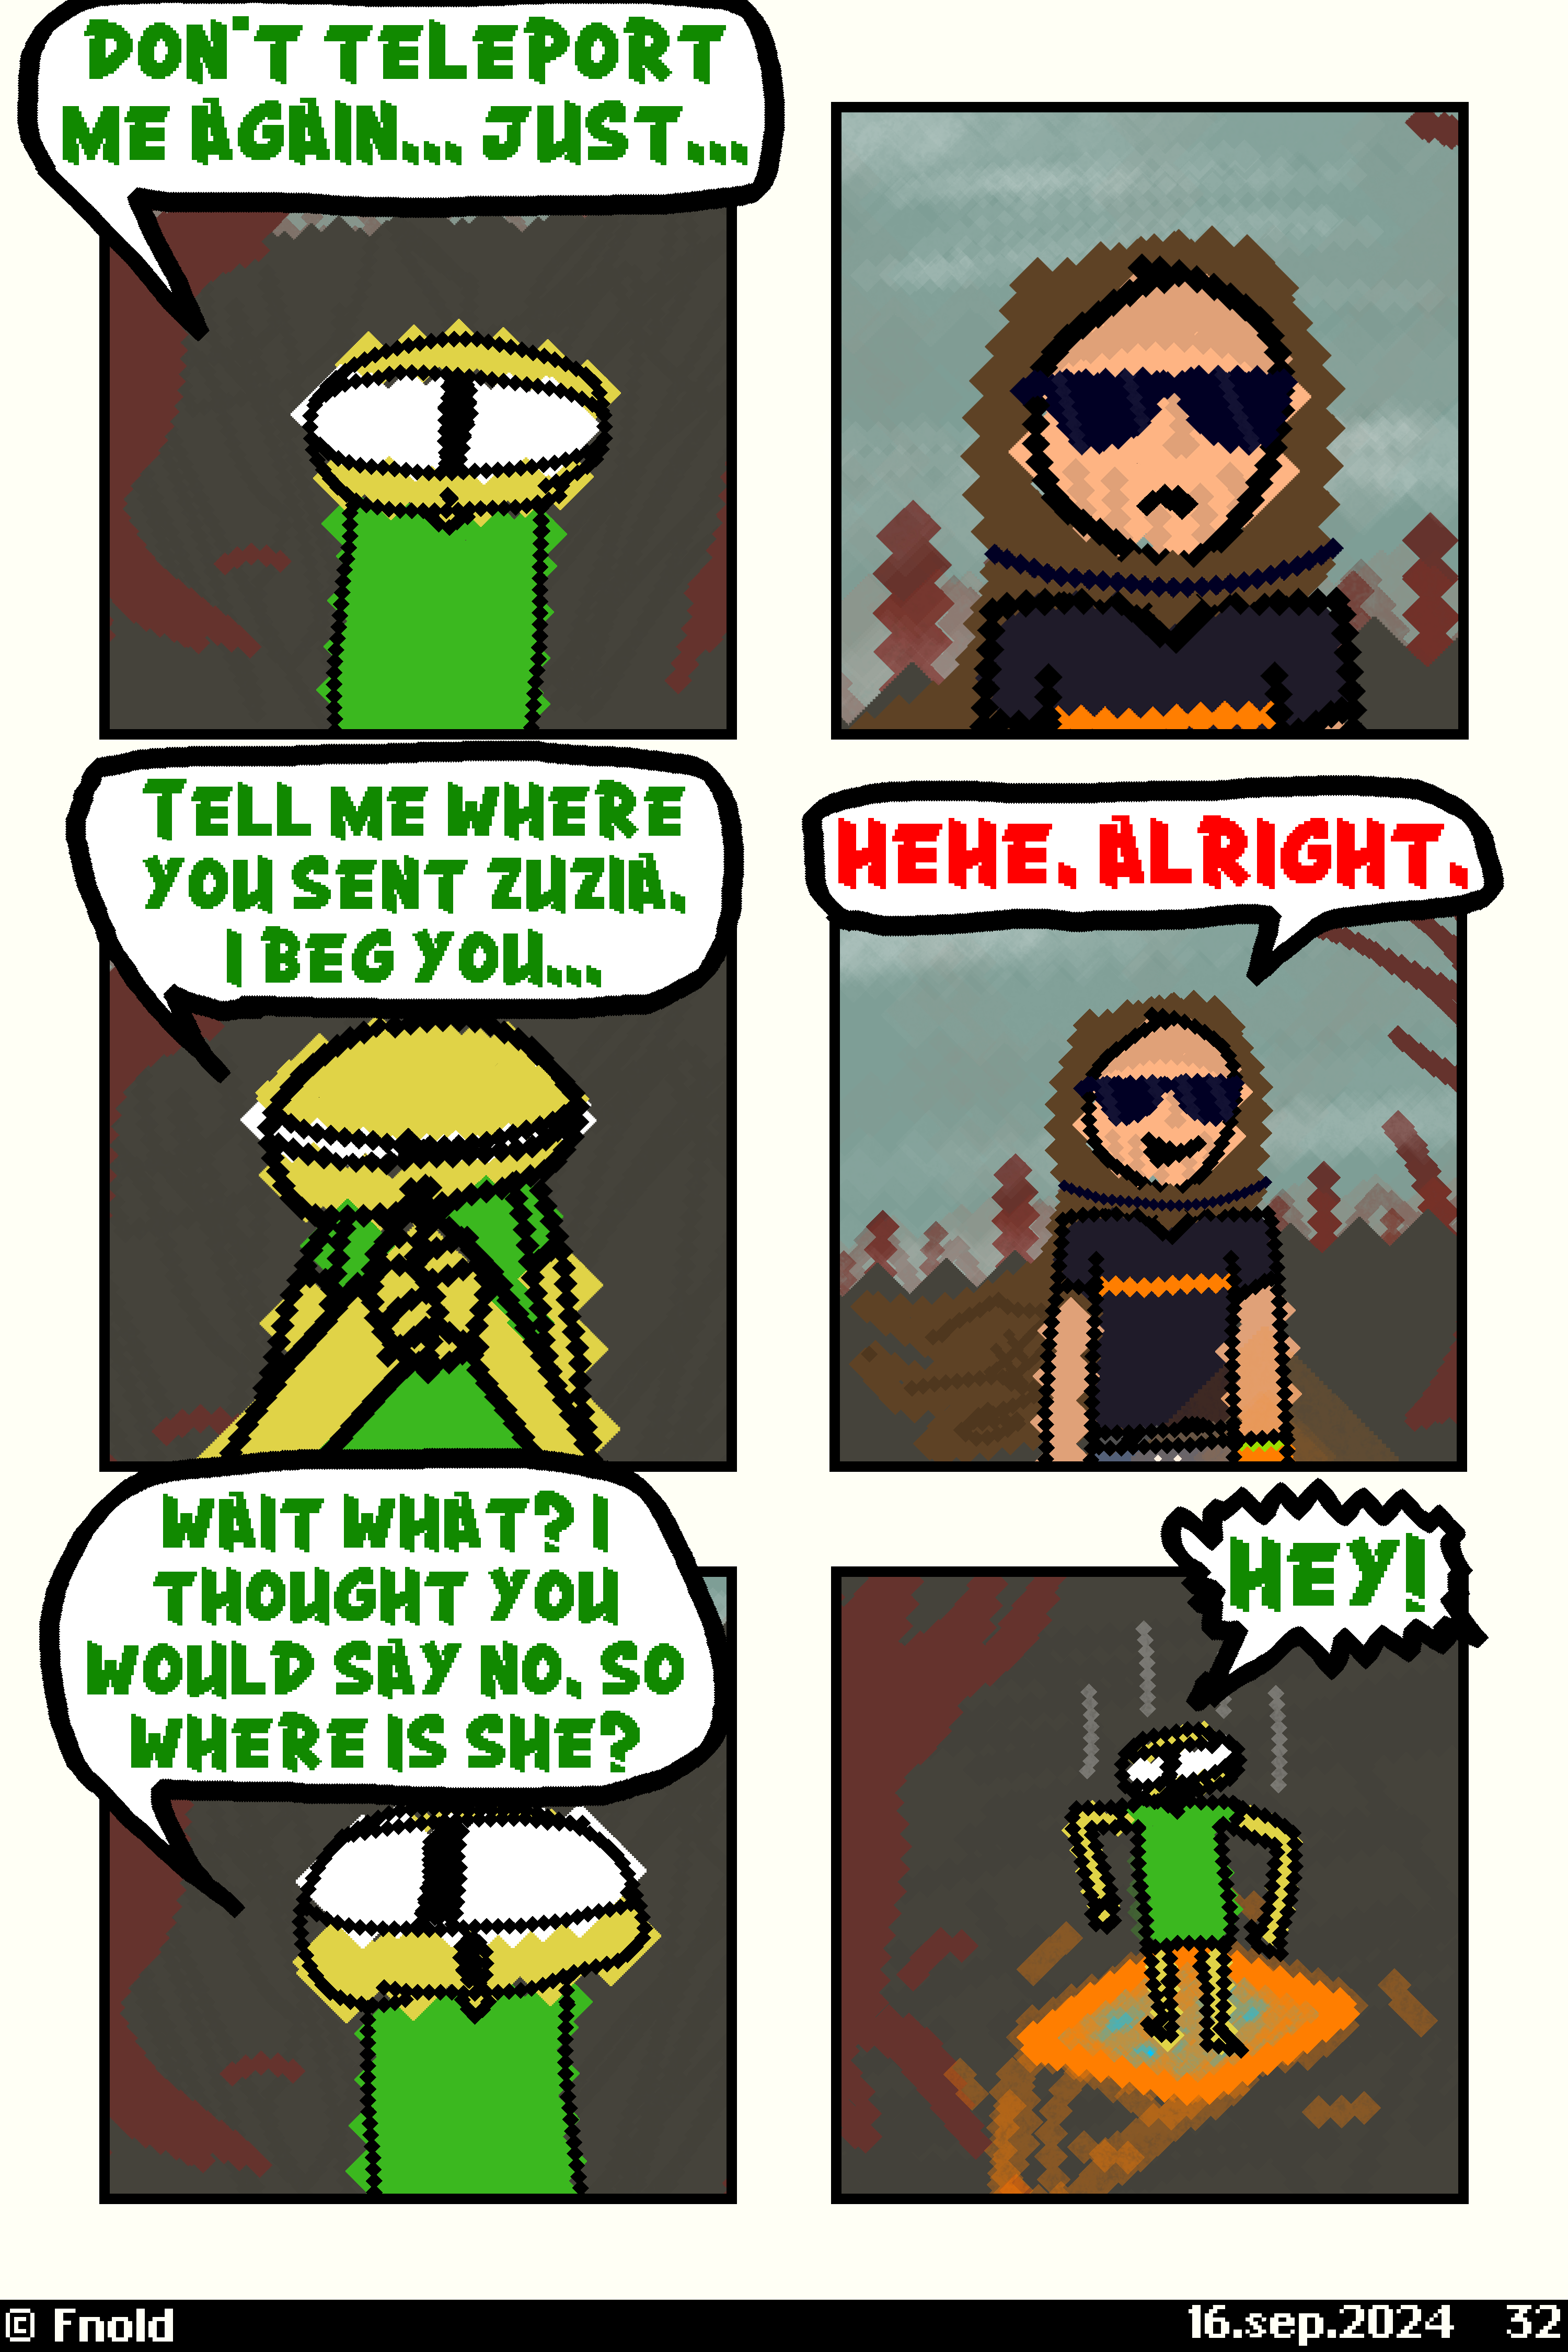 DON'T TELEPORT
ME AGAIN... JUST...
TELL ME WHERE
YOU SENT ZUZIA.
I BEG YOU...
HEHE. ALRIGHT.
WAIT WHAT? I
THOUGHT YOU
WOULD SAY NO. SO
WHERE IS SHE?
HEY!
© Fnold
16.sep.2024 32